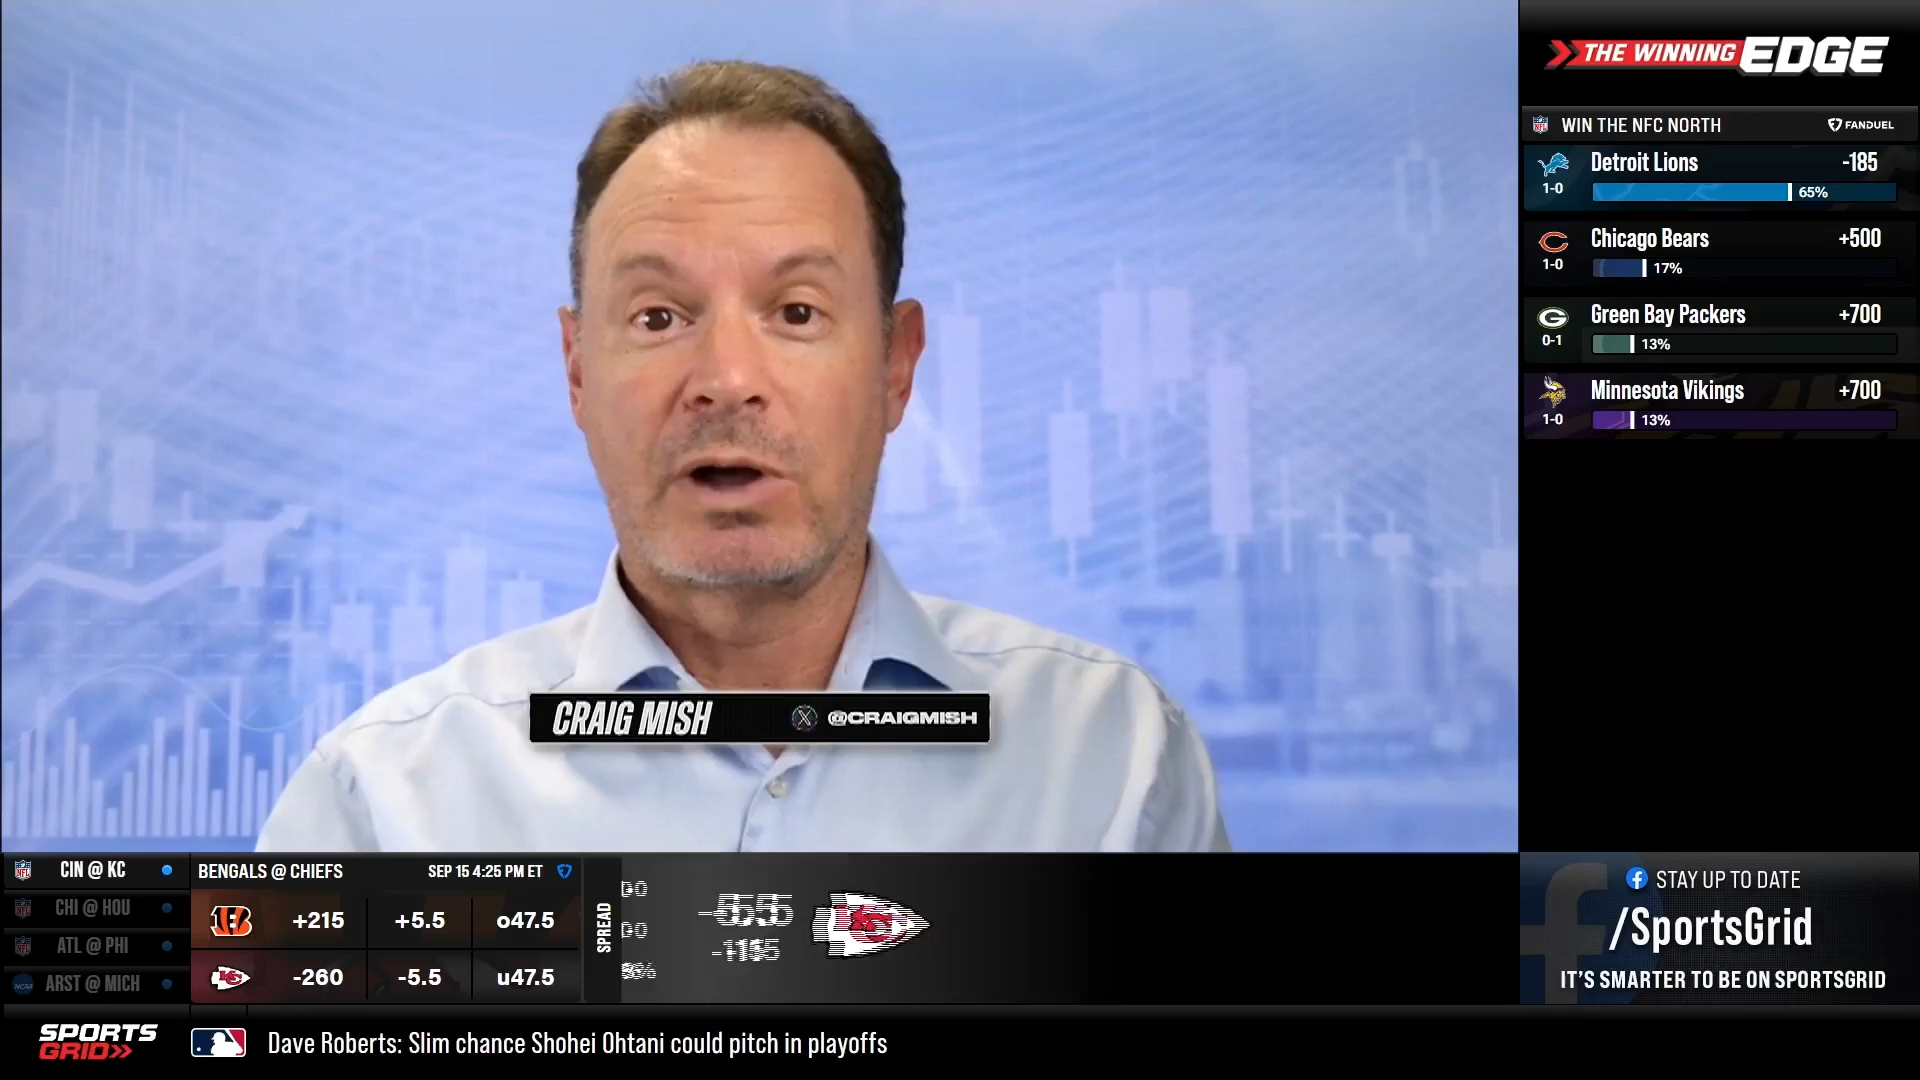 THE WINNING EDGE
WIN THE NFC NORTH
FANDUEL
Detroit Lions -185
1-0 65%
Chicago Bears +500
1-0 17%
Green Bay Packers +700
0-1 13%
Minnesota Vikings +700
1-0 13%
CRAIG MISH @CRAIGMISH
CIN @ KC
CHI @ HOU
ATL @ PHI
ARST @ MICH
BENGALS @ CHIEFS SEP 15 4:25 PM ET
+215 +5.5 o47.5
-260 -5.5 u47.5
SPREAD
STAY UP TO DATE
/SportsGrid
IT'S SMARTER TO BE ON SPORTSGRID
SPORTS
GRID
Dave Roberts: Slim chance Shohei Ohtani could pitch in playoffs